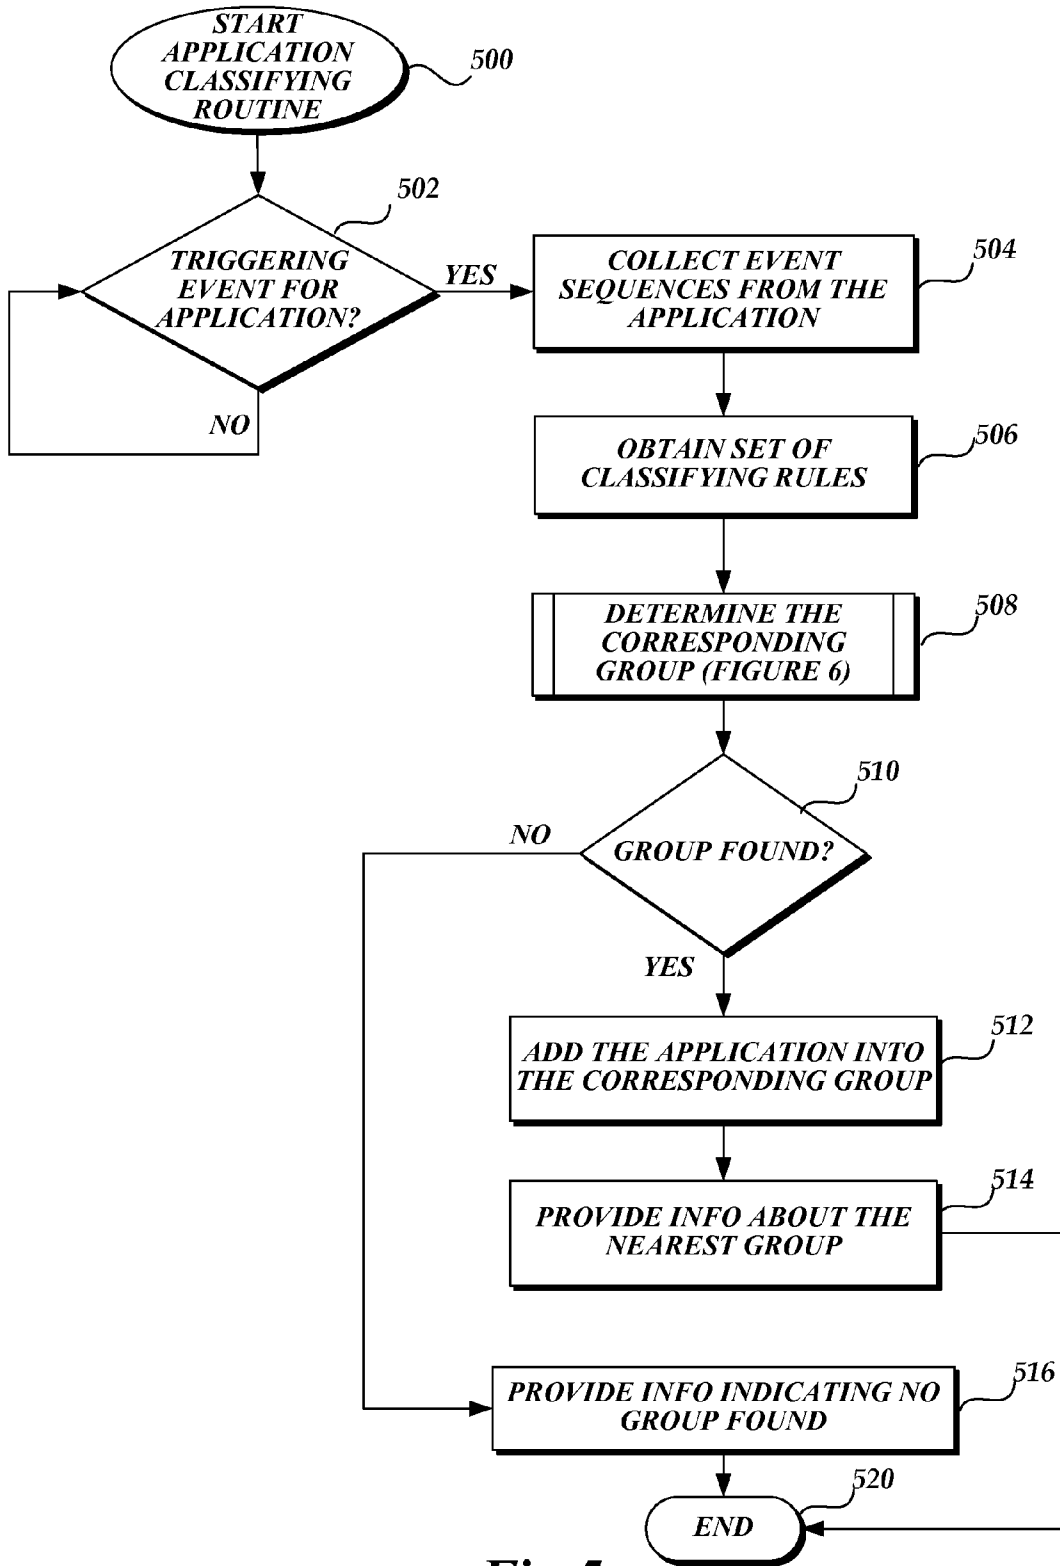 START
APPLICATION
CLASSIFYING
ROUTINE
500
502
TRIGGERING
EVENT FOR
APPLICATION?
YES
NO
COLLECT EVENT
SEQUENCES FROM THE
APPLICATION
504
OBTAIN SET OF
CLASSIFYING RULES
506
DETERMINE THE
CORRESPONDING
GROUP (FIGURE 6)
508
510
GROUP FOUND?
NO
YES
ADD THE APPLICATION INTO
THE CORRESPONDING GROUP
512
PROVIDE INFO ABOUT THE
NEAREST GROUP
514
PROVIDE INFO INDICATING NO
GROUP FOUND
516
END
520